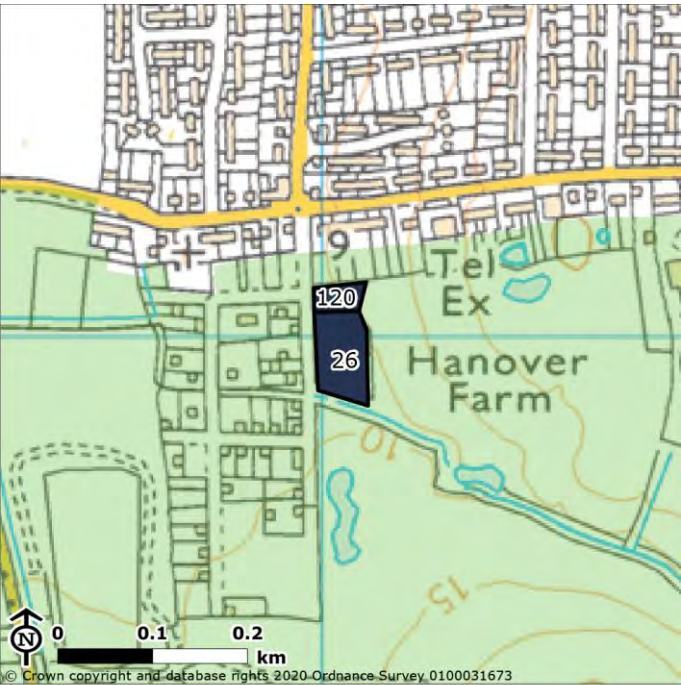 9
Tel
Ex
120
26
Hanover
Farm
10
15
N
0 0.1 0.2
km
© Crown copyright and database rights 2020 Ordnance Survey 0100031673